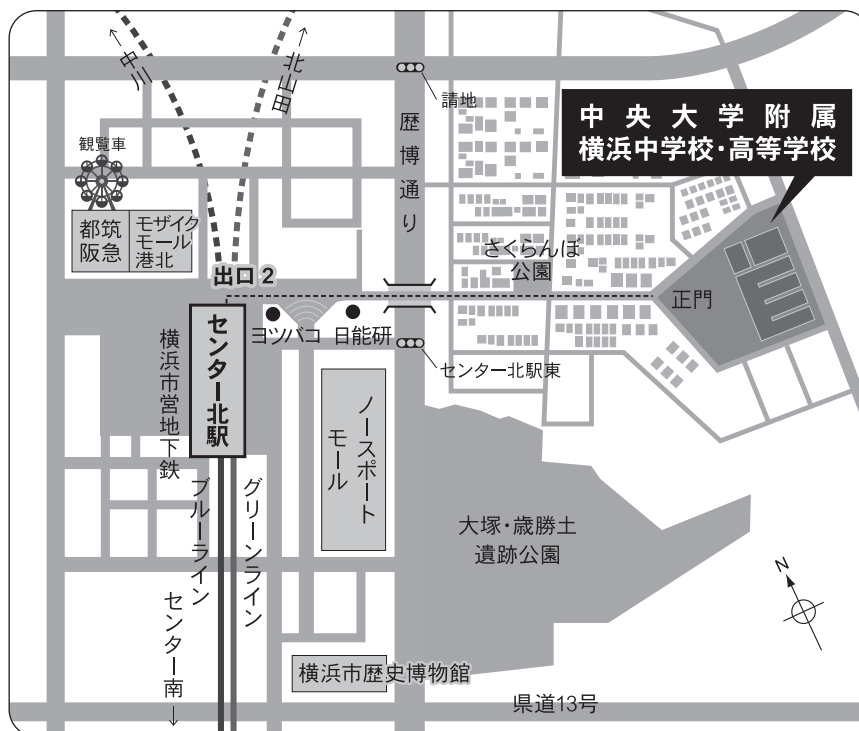 ←中川
北山田→
請地
中央大学附属
横浜中学校・高等学校
歴博通り
観覧車
都筑
阪急
モザイク
モール
港北
さくらんぼ
公園
出口2
正門
センター北駅
ヨツバコ
日能研
横浜市営地下鉄
センター北駅東
ノースポート
モール
ブルーライン
グリーンライン
大塚・歳勝土
遺跡公園
N
センター南→
横浜市歴史博物館
県道13号